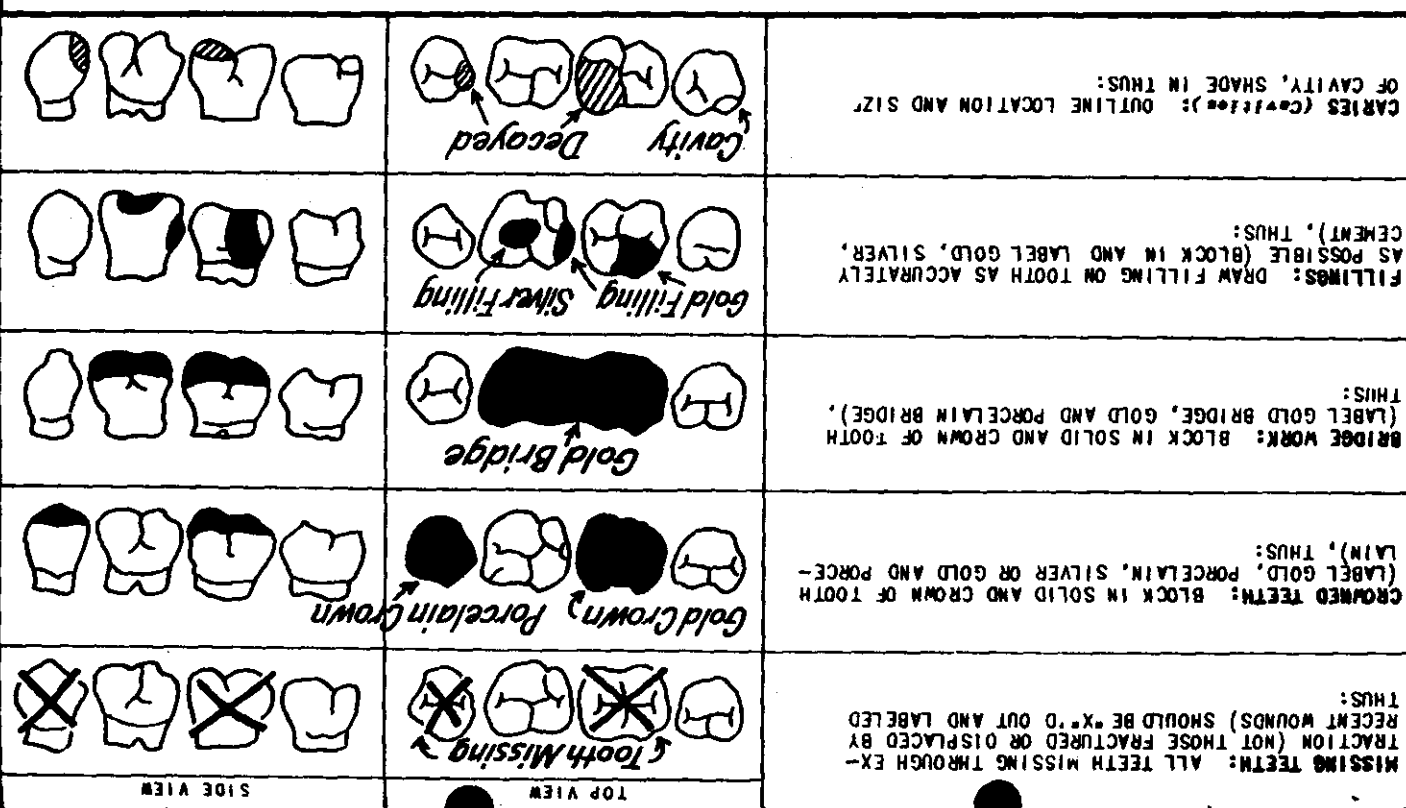 TOP VIEW
SIDE VIEW
MISSING TEETH: ALL TEETH MISSING THROUGH EX-
TRACTION (NOT THOSE FRACTURED OR DISPLACED BY
RECENT WOUNDS) SHOULD BE "X"'D OUT AND LABELED
THUS:
Tooth Missing
CROWNED TEETH: BLOCK IN SOLID AND CROWN OF TOOTH
(LABEL GOLD, PORCELAIN, SILVER OR GOLD AND PORCE-
LAIN), THUS:
Gold Crown
Porcelain Crown
BRIDGE WORK: BLOCK IN SOLID AND CROWN OF TOOTH
(LABEL GOLD BRIDGE, GOLD AND PORCELAIN BRIDGE),
THUS:
Gold Bridge
FILLINGS: DRAW FILLING ON TOOTH AS ACCURATELY
AS POSSIBLE (BLOCK IN AND LABEL GOLD, SILVER,
CEMENT), THUS:
Gold Filling
Silver Filling
CARIES (Cavities): OUTLINE LOCATION AND SIZE
OF CAVITY, SHADE IN THUS:
Cavity
Decayed